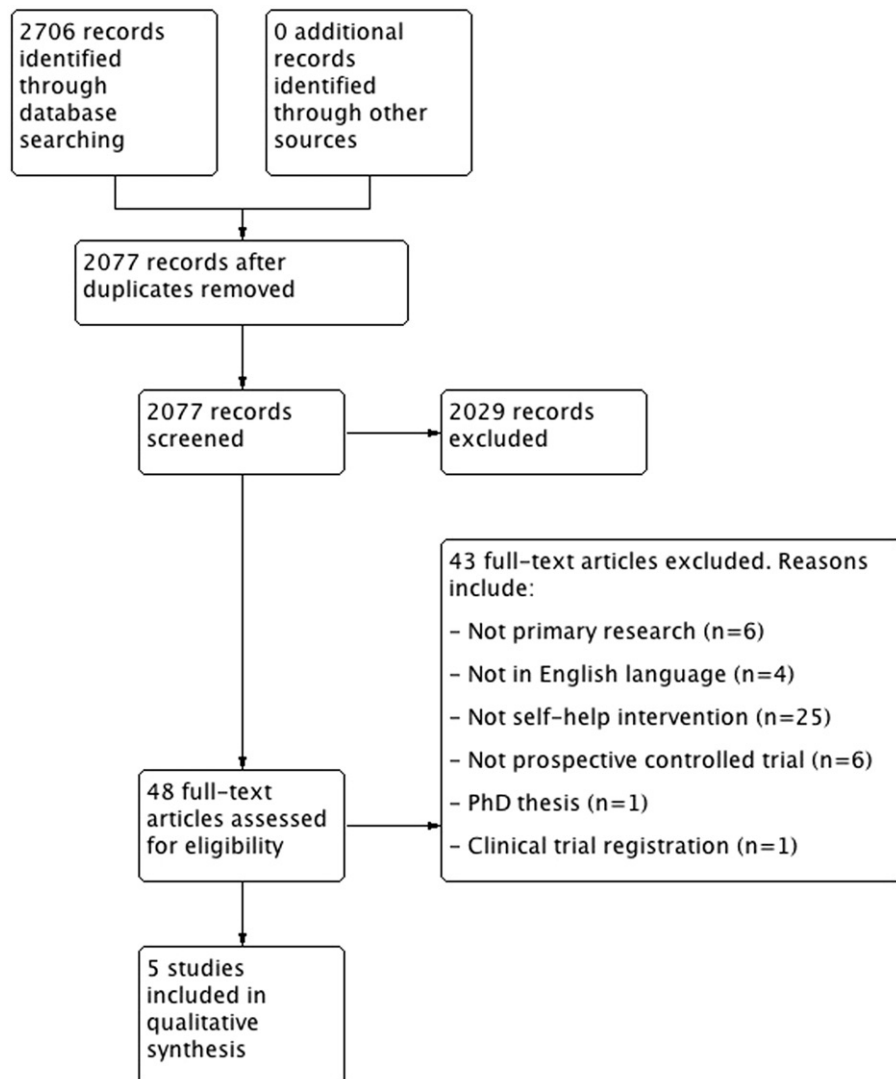 2706 records
identified
through
database
searching
0 additional
records
identified
through other
sources
2077 records after
duplicates removed
2077 records
screened
2029 records
excluded
43 full-text articles excluded. Reasons
include:
– Not primary research (n=6)
– Not in English language (n=4)
– Not self-help intervention (n=25)
– Not prospective controlled trial (n=6)
– PhD thesis (n=1)
– Clinical trial registration (n=1)
48 full-text
articles assessed
for eligibility
5 studies
included in
qualitative
synthesis